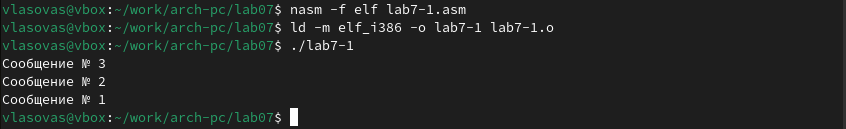 vlasovas@vbox:~/work/arch-pc/lab07$ nasm -f elf lab7-1.asm
vlasovas@vbox:~/work/arch-pc/lab07$ ld -m elf_i386 -o lab7-1 lab7-1.o
vlasovas@vbox:~/work/arch-pc/lab07$ ./lab7-1
Сообщение № 3
Сообщение № 2
Сообщение № 1
vlasovas@vbox:~/work/arch-pc/lab07$